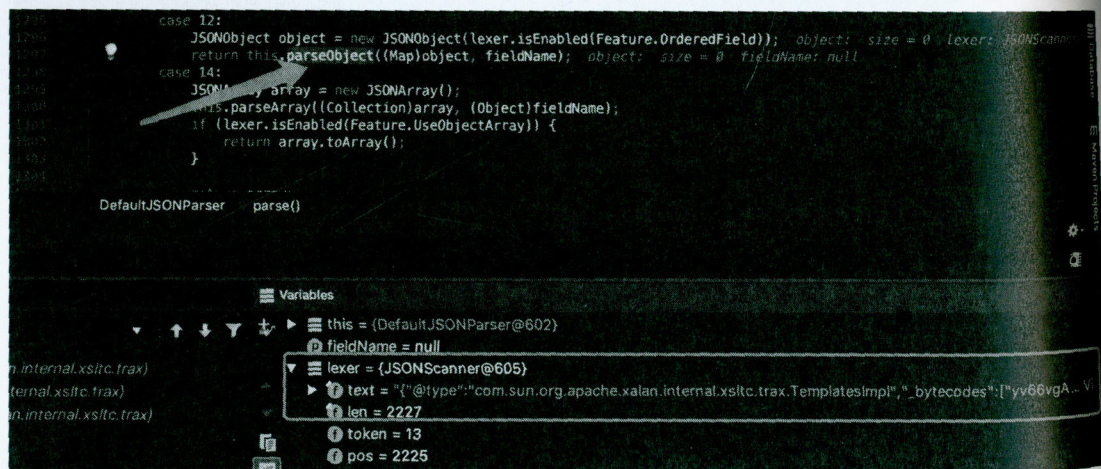 case 12:
JSONObject object = new JSONObject(lexer.isEnabled(Feature.OrderedField)); object: size = 0 lexer: JSONScanner
return this.parseObject((Map)object, fieldName); object: size = 0 fieldName: null
case 14:
array = new JSONArray();
.parseArray((Collection)array, (Object)fieldName);
if (lexer.isEnabled(Feature.UseObjectArray)) {
return array.toArray();
}
DefaultJSONParser parse()
Database
Maven Projects
Variables
this = {DefaultJSONParser@602}
fieldName = null
n.internal.xsltc.trax)
lexer = {JSONScanner@605}
ternal.xsltc.trax)
text = "{"@type":"com.sun.org.apache.xalan.internal.xsltc.trax.TemplatesImpl","_bytecodes":["yv66vgA... Vi
an.internal.xsltc.trax)
len = 2227
token = 13
pos = 2225